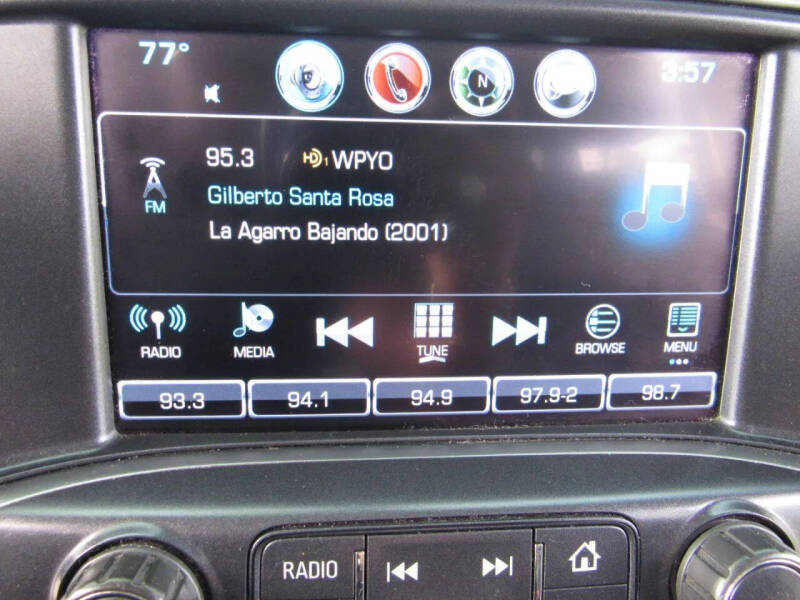 77°
3:57
N
95.3 HD1 WPYO
Gilberto Santa Rosa
FM
La Agarro Bajando (2001)
RADIO MEDIA TUNE BROWSE MENU
93.3 94.1 94.9 97.9-2 98.7
RADIO